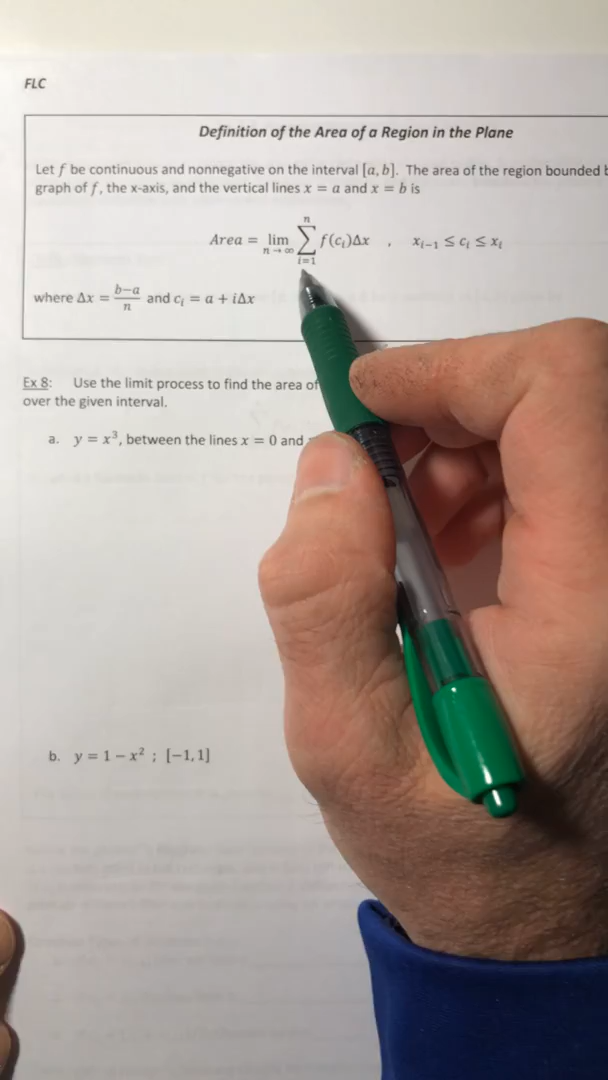 FLC
Definition of the Area of a Region in the Plane
Let f be continuous and nonnegative on the interval [a, b]. The area of the region bounded
graph of f, the x-axis, and the vertical lines x = a and x = b is
Area = lim n→∞ ∑ i=1 n f(cᵢ)Δx , xᵢ₋₁ ≤ cᵢ ≤ xᵢ
where Δx = b−a/n and cᵢ = a + iΔx
Ex 8: Use the limit process to find the area of
over the given interval.
a. y = x³, between the lines x = 0 and
b. y = 1 − x² ; [−1, 1]